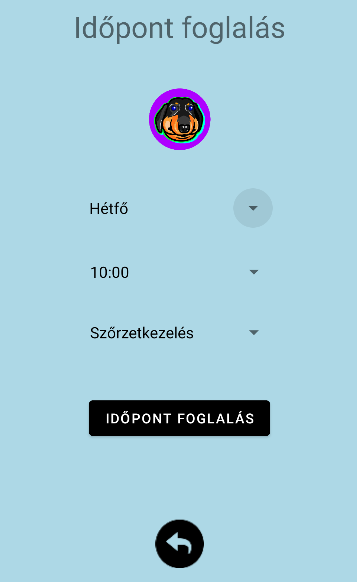 Időpont foglalás
Hétfő
10:00
Szőrzetkezelés
IDŐPONT FOGLALÁS